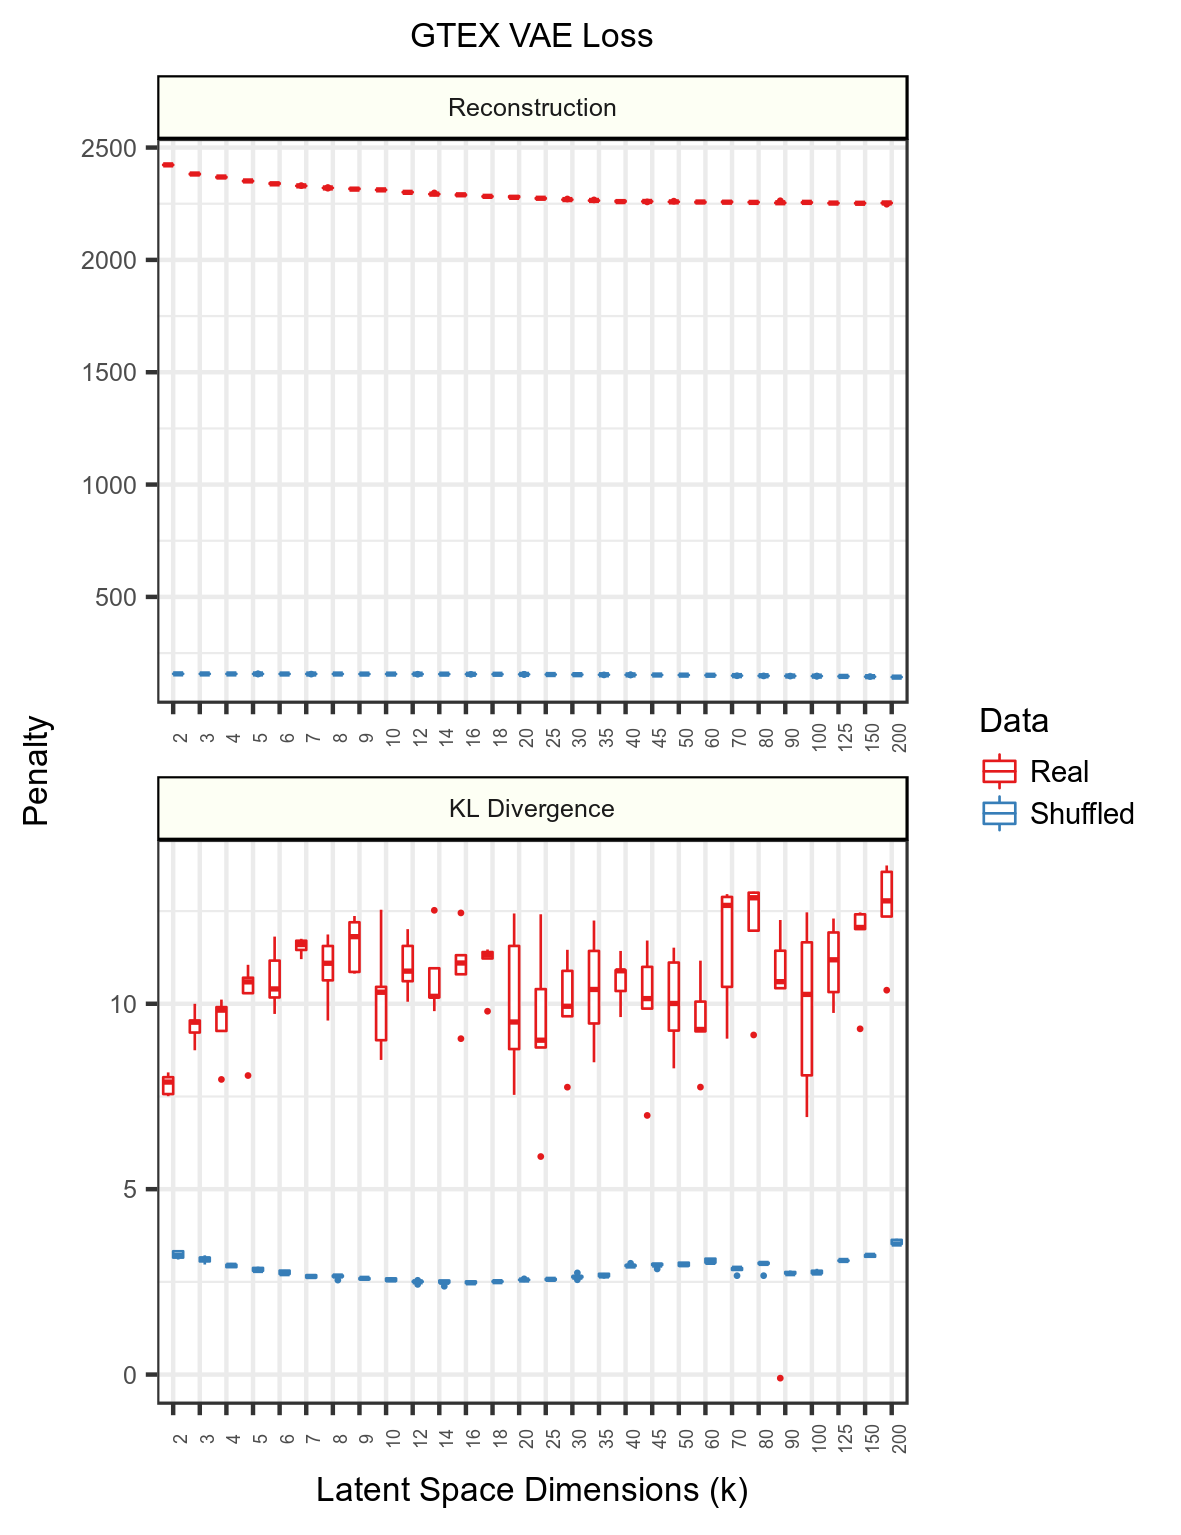 GTEX VAE Loss
Reconstruction
2500
2000
1500
1000
500
2 3 4 5 6 7 8 9 10 12 14 16 18 20 25 30 35 40 45 50 60 70 80 90 100 125 150 200
Penalty
KL Divergence
10
5
0
2 3 4 5 6 7 8 9 10 12 14 16 18 20 25 30 35 40 45 50 60 70 80 90 100 125 150 200
Latent Space Dimensions (k)
Data
Real
Shuffled